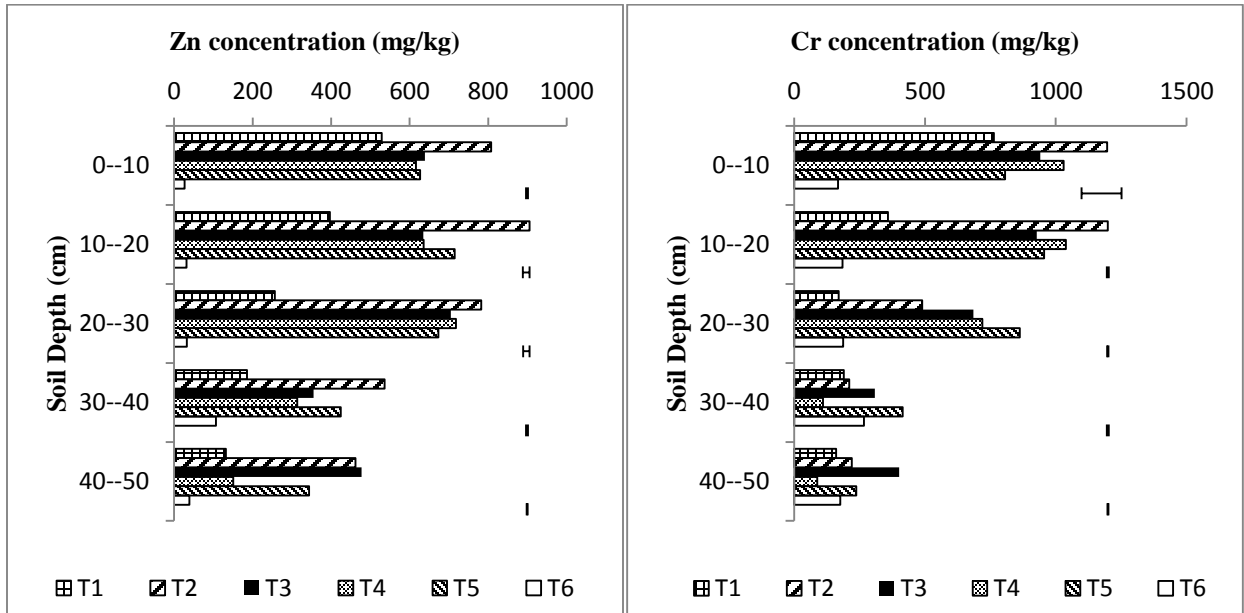 Zn concentration (mg/kg)
0 200 400 600 800 1000
Soil Depth (cm)
0--10
10--20
20--30
30--40
40--50
T1 T2 T3 T4 T5 T6
Cr concentration (mg/kg)
0 500 1000 1500
Soil Depth (cm)
0--10
10--20
20--30
30--40
40--50
T1 T2 T3 T4 T5 T6